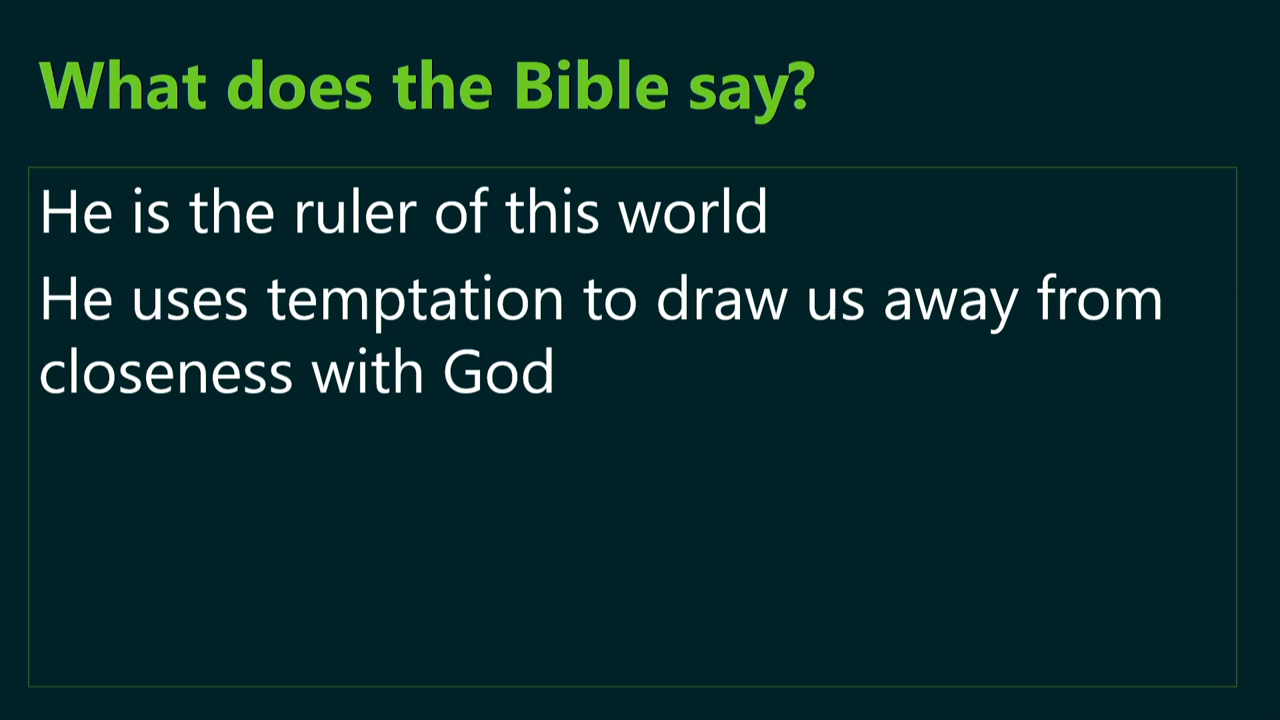 What does the Bible say?
He is the ruler of this world
He uses temptation to draw us away from
closeness with God